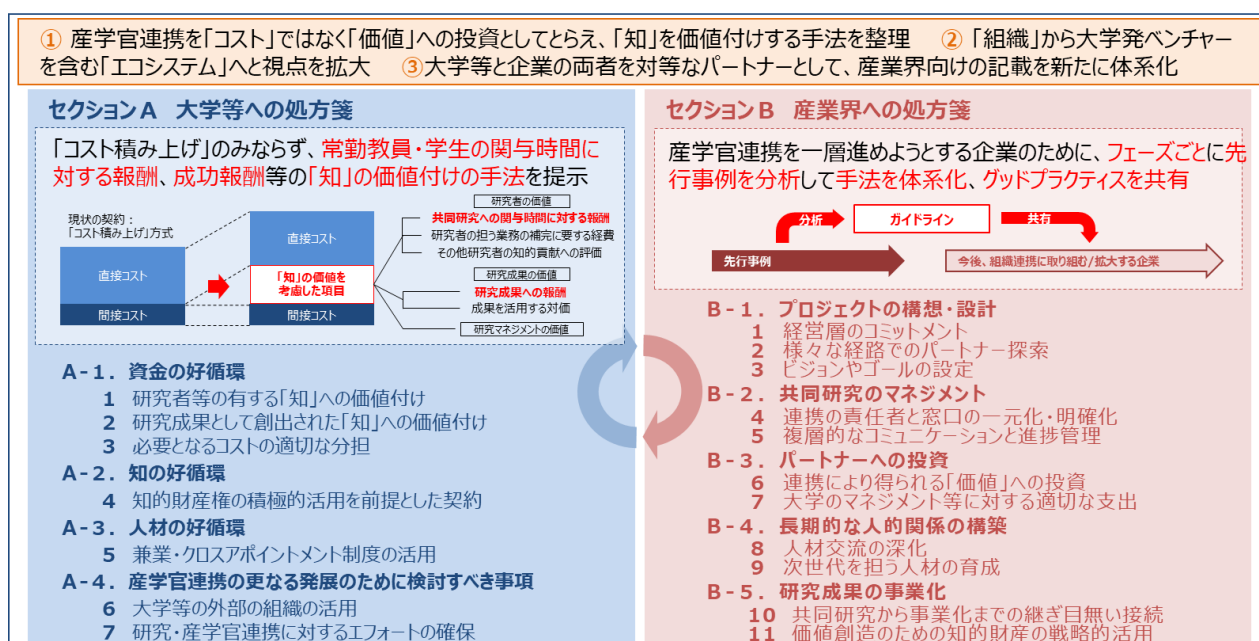 ① 産学官連携を「コスト」ではなく「価値」への投資としてとらえ、「知」を価値付けする手法を整理　② 「組織」から大学発ベンチャー
を含む「エコシステム」へと視点を拡大　③大学等と企業の両者を対等なパートナーとして、産業界向けの記載を新たに体系化
セクションA　大学等への処方箋
「コスト積み上げ」のみならず、常勤教員・学生の関与時間に
対する報酬、成功報酬等の「知」の価値付けの手法を提示
現状の契約：
「コスト積み上げ」方式
直接コスト
間接コスト
直接コスト
「知」の価値を
考慮した項目
間接コスト
研究者の価値
共同研究への関与時間に対する報酬
研究者の担う業務の補完に要する経費
その他研究者の知的貢献への評価
研究成果の価値
研究成果への報酬
成果を活用する対価
研究マネジメントの価値
A-1．資金の好循環
1　研究者等の有する「知」への価値付け
2　研究成果として創出された「知」への価値付け
3　必要となるコストの適切な分担
A-2．知の好循環
4　知的財産権の積極的活用を前提とした契約
A-3．人材の好循環
5　兼業・クロスアポイントメント制度の活用
A-4．産学官連携の更なる発展のために検討すべき事項
6　大学等の外部の組織の活用
7　研究・産学官連携に対するエフォートの確保
セクションB　産業界への処方箋
産学官連携を一層進めようとする企業のために、フェーズごとに先
行事例を分析して手法を体系化、グッドプラクティスを共有
分析
ガイドライン
共有
先行事例
今後、組織連携に取り組む/拡大する企業
B-1．プロジェクトの構想・設計
1　経営層のコミットメント
2　様々な経路でのパートナー探索
3　ビジョンやゴールの設定
B-2．共同研究のマネジメント
4　連携の責任者と窓口の一元化・明確化
5　複層的なコミュニケーションと進捗管理
B-3．パートナーへの投資
6　連携により得られる「価値」への投資
7　大学のマネジメント等に対する適切な支出
B-4．長期的な人的関係の構築
8　人材交流の深化
9　次世代を担う人材の育成
B-5．研究成果の事業化
10　共同研究から事業化までの継ぎ目無い接続
11　価値創造のための知的財産の戦略的活用